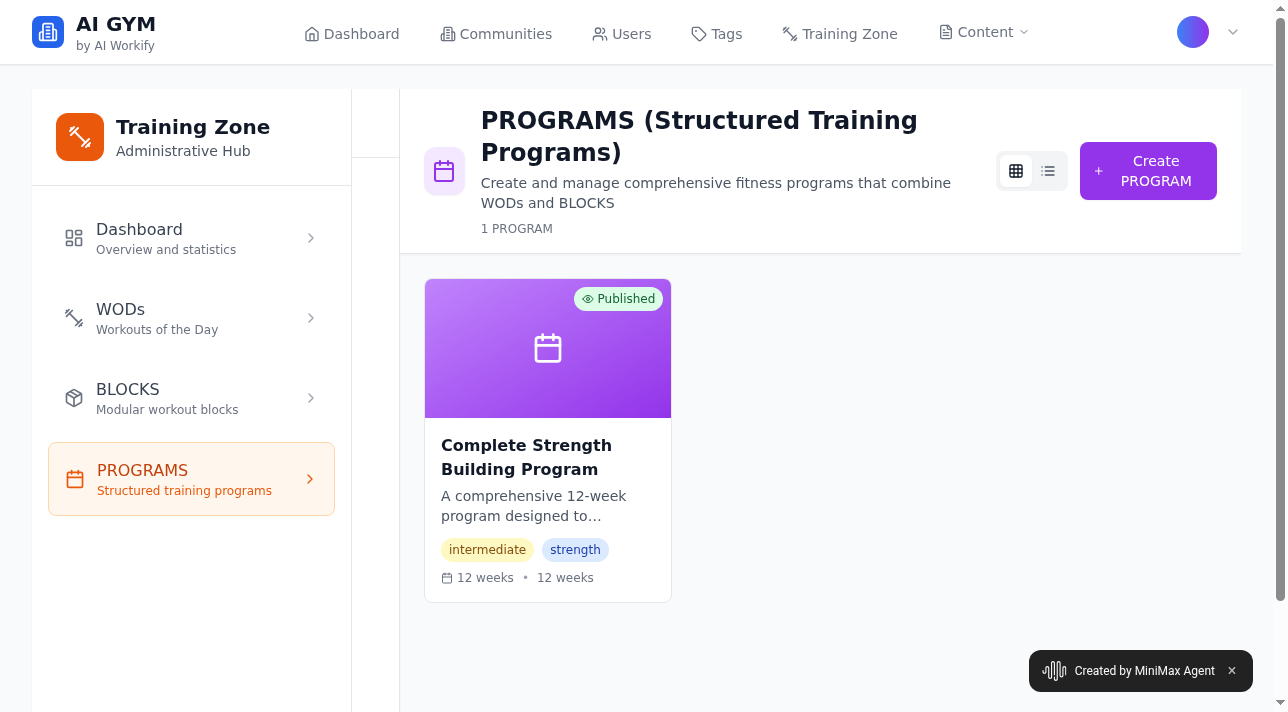 AI GYM
by AI Workify
Dashboard
Communities
Users
Tags
Training Zone
Content
Training Zone
Administrative Hub
Dashboard
Overview and statistics
WODs
Workouts of the Day
BLOCKS
Modular workout blocks
PROGRAMS
Structured training programs
PROGRAMS (Structured Training
Programs)
Create and manage comprehensive fitness programs that combine
WODs and BLOCKS
1 PROGRAM
Create
PROGRAM
Published
Complete Strength
Building Program
A comprehensive 12-week
program designed to...
intermediate
strength
12 weeks • 12 weeks
Created by MiniMax Agent